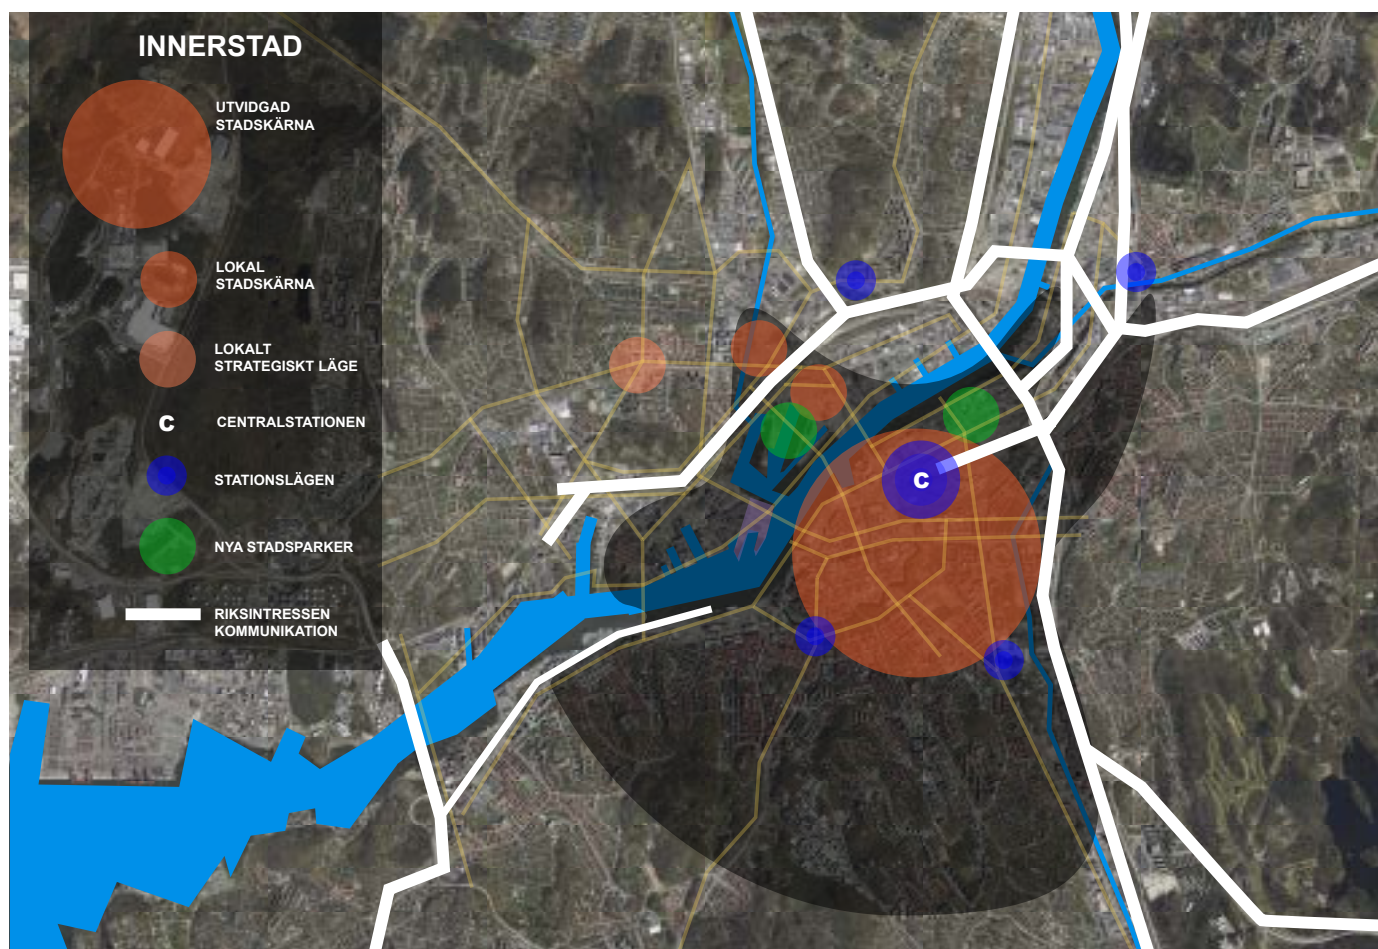 INNERSTAD
UTVIDGAD
STADSKÄRNA
LOKAL
STADSKÄRNA
LOKALT
STRATEGISKT LÄGE
C
CENTRALSTATIONEN
STATIONSLÄGEN
NYA STADSPARKER
RIKSINTRESSEN
KOMMUNIKATION
C